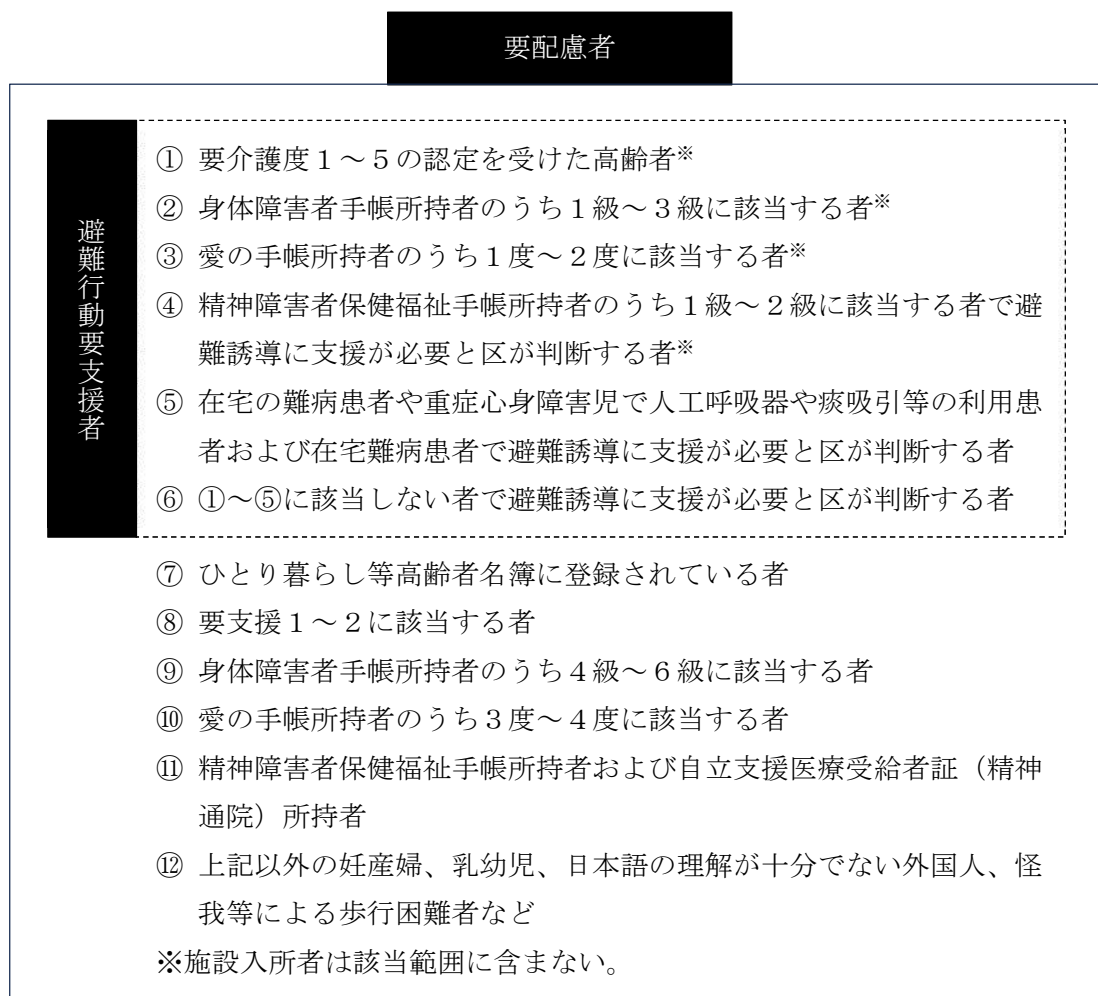 要配慮者
避難行動要支援者
① 要介護度１～５の認定を受けた高齢者※
② 身体障害者手帳所持者のうち１級～３級に該当する者※
③ 愛の手帳所持者のうち１度～２度に該当する者※
④ 精神障害者保健福祉手帳所持者のうち１級～２級に該当する者で避
難誘導に支援が必要と区が判断する者※
⑤ 在宅の難病患者や重症心身障害児で人工呼吸器や痰吸引等の利用患
者および在宅難病患者で避難誘導に支援が必要と区が判断する者
⑥ ①～⑤に該当しない者で避難誘導に支援が必要と区が判断する者
⑦ ひとり暮らし等高齢者名簿に登録されている者
⑧ 要支援１～２に該当する者
⑨ 身体障害者手帳所持者のうち４級～６級に該当する者
⑩ 愛の手帳所持者のうち３度～４度に該当する者
⑪ 精神障害者保健福祉手帳所持者および自立支援医療受給者証（精神
通院）所持者
⑫ 上記以外の妊産婦、乳幼児、日本語の理解が十分でない外国人、怪
我等による歩行困難者など
※施設入所者は該当範囲に含まない。